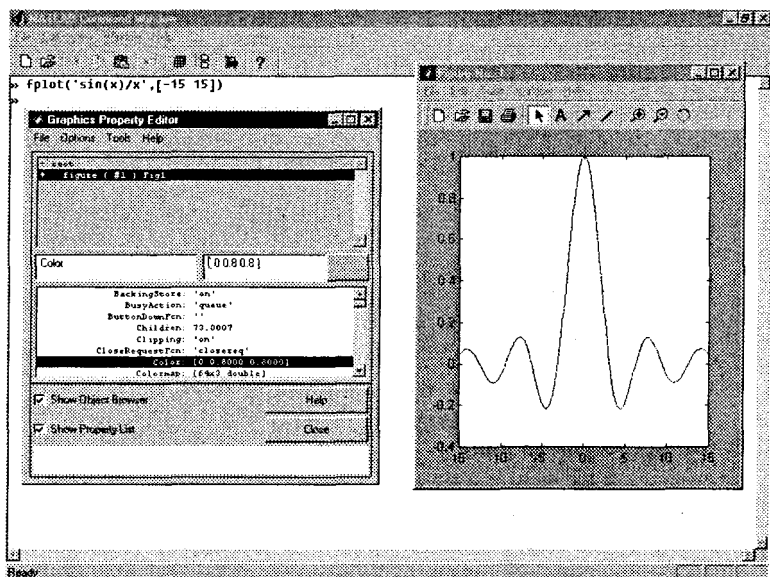 MATLAB Command Window
» fplot('sin(x)/x',[-15 15])
»
Graphics Property Editor
File Options Tools Help
- root
+ figure ( #1 ) Fig1
Color
[0 0.8 0.8]
BackingStore: 'on'
BusyAction: 'queue'
ButtonDownFcn: ''
Children: 73.0007
Clipping: 'on'
CloseRequestFcn: 'closereq'
Color: [0 0.8000 0.8000]
Colormap: [64x3 double]
Show Object Browser
Help
Show Property List
Close
A
1
0.8
0.6
0.4
0.2
0
-0.2
-0.4
-15 -10 -5 0 5 10 15
Ready